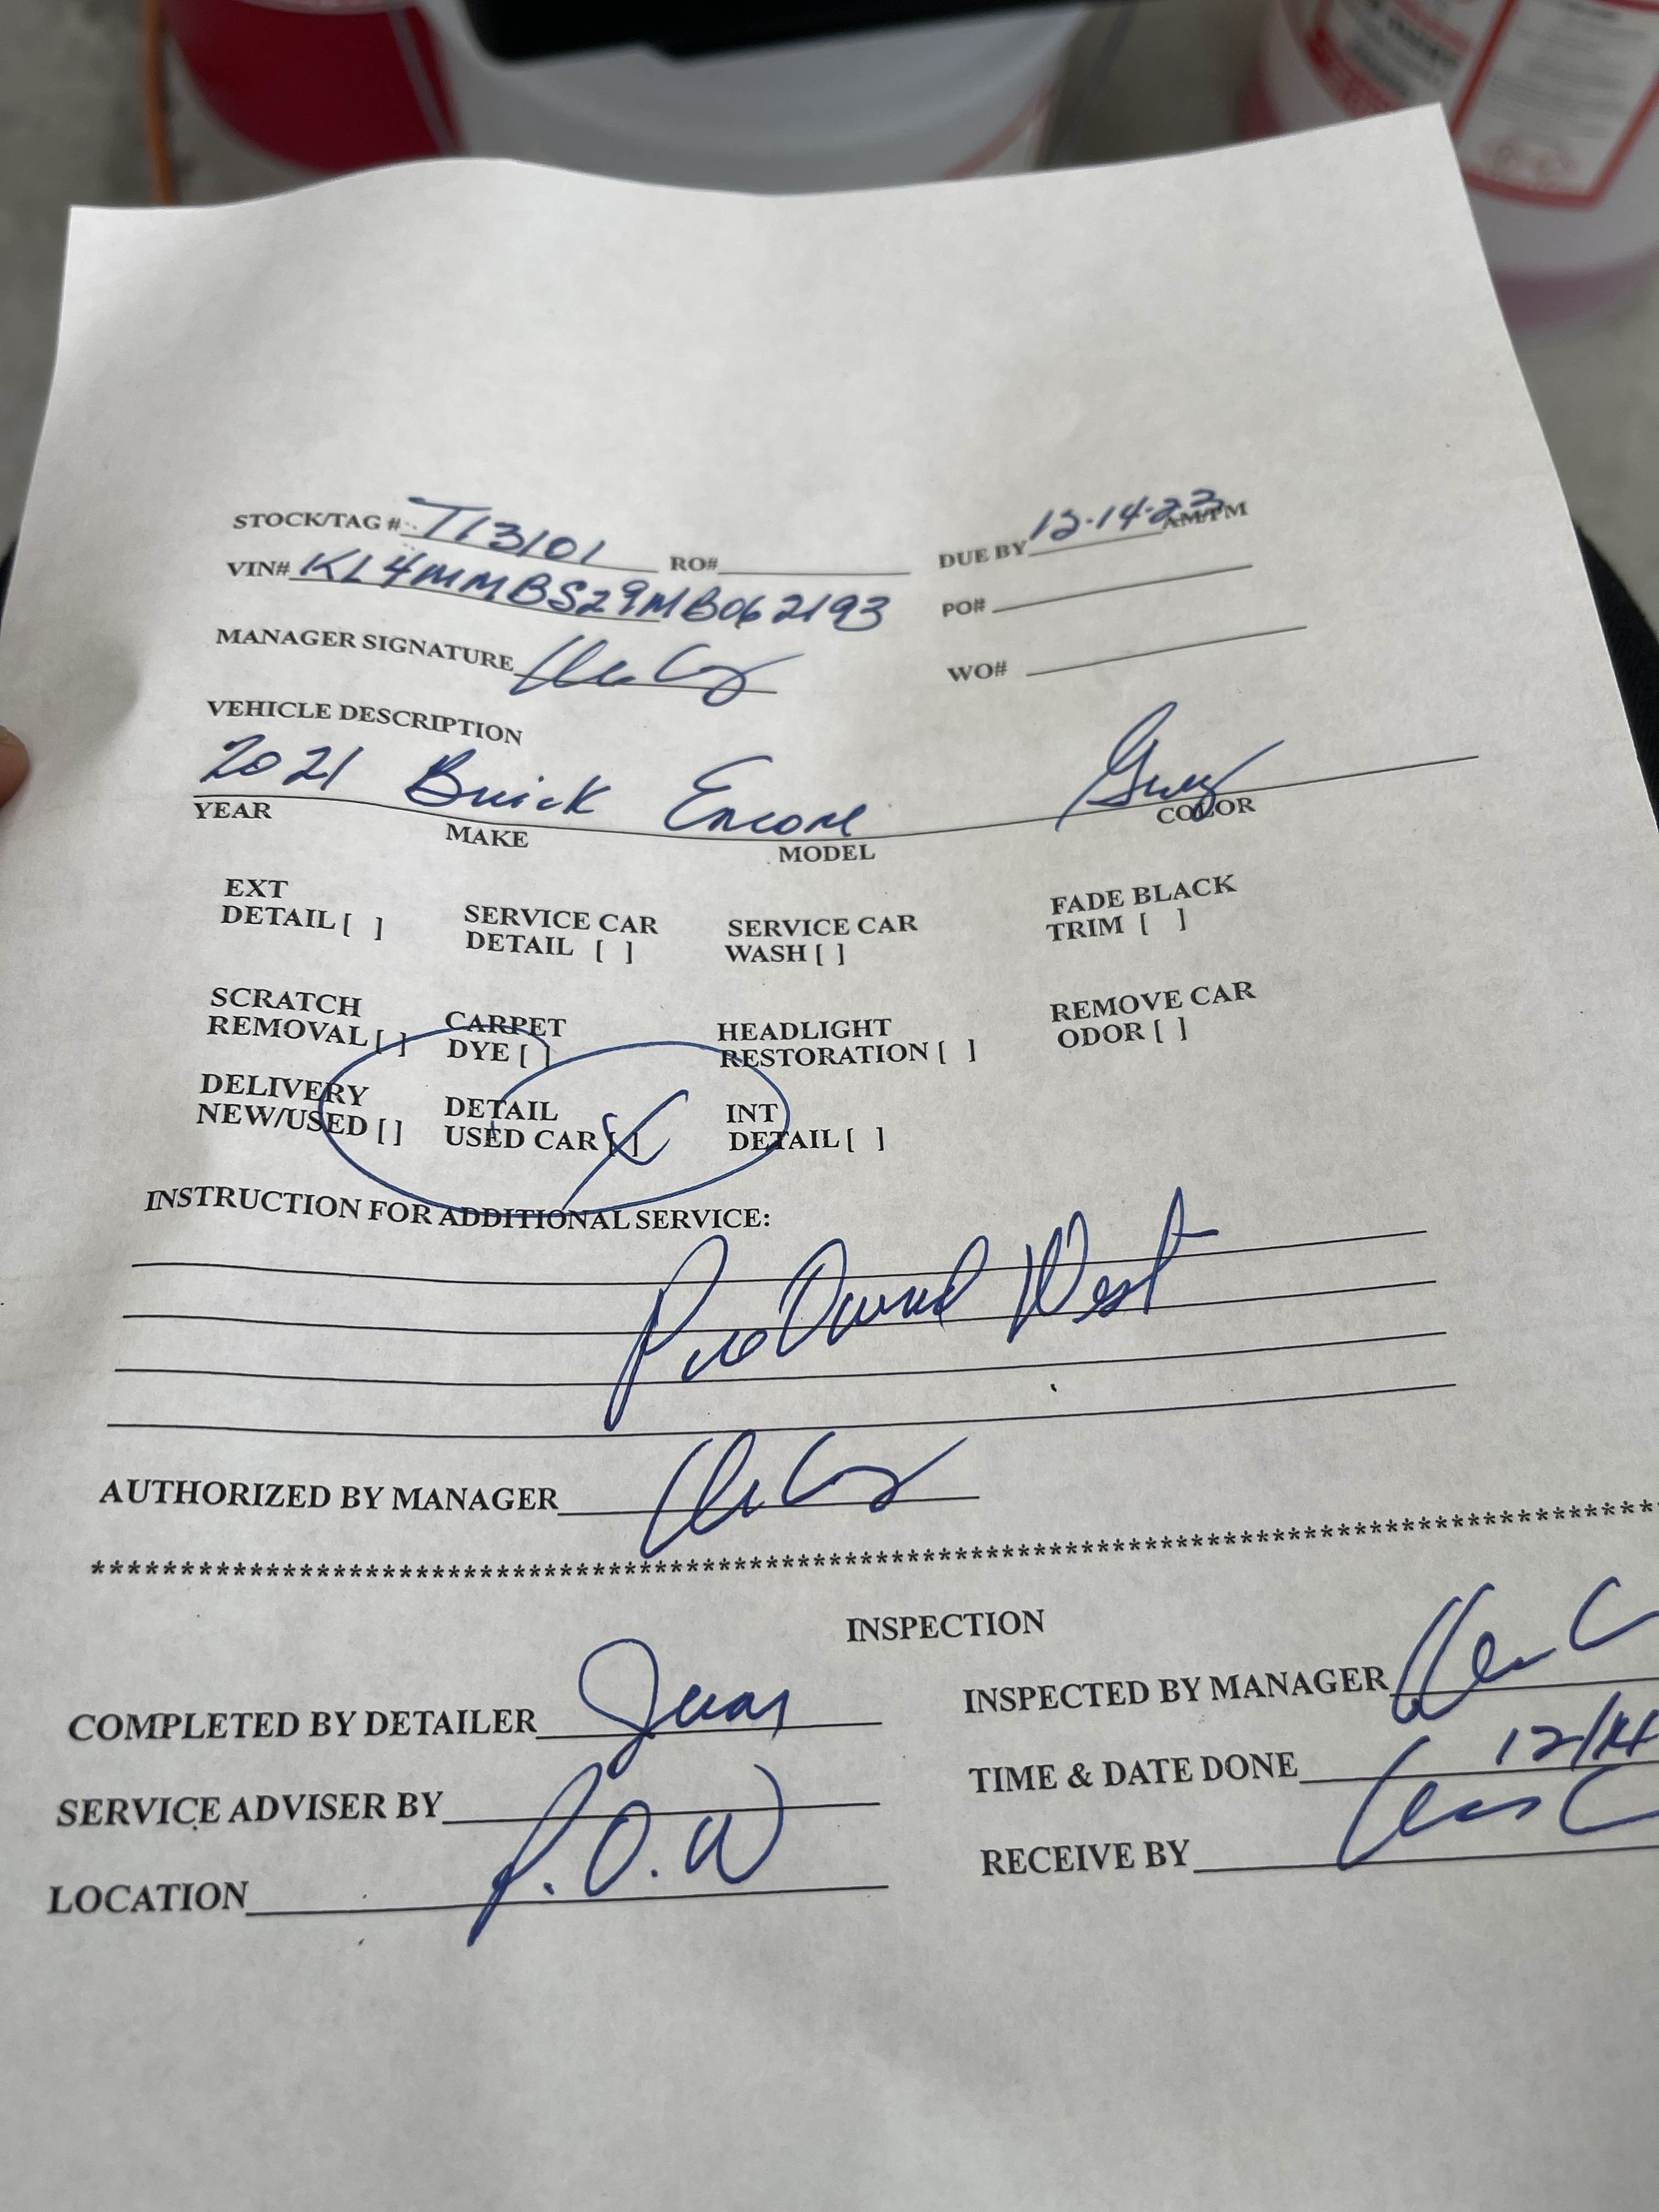 STOCK/TAG # T13101 RO# DUE BY 12-14-23 AM/PM
VIN# KL4MMBS29MB062193 PO#
MANAGER SIGNATURE WO#
VEHICLE DESCRIPTION
2021 Buick Encore Grey
YEAR MAKE MODEL COLOR
EXT DETAIL [ ] SERVICE CAR DETAIL [ ] SERVICE CAR WASH [ ] FADE BLACK TRIM [ ]
SCRATCH REMOVAL [ ] CARPET DYE [ ] HEADLIGHT RESTORATION [ ] REMOVE CAR ODOR [ ]
DELIVERY NEW/USED [ ] DETAIL USED CAR [X] INT DETAIL [ ]
INSTRUCTION FOR ADDITIONAL SERVICE:
Pre Owned West
AUTHORIZED BY MANAGER
INSPECTION
COMPLETED BY DETAILER Juan INSPECTED BY MANAGER
SERVICE ADVISER BY TIME & DATE DONE 12/14
LOCATION P.O.W RECEIVE BY